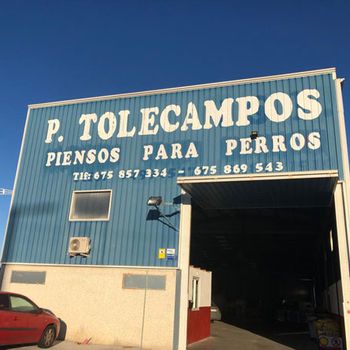 P. TOLECAMPOS
PIENSOS PARA PERROS
Tlf: 675 857 334 - 675 869 543